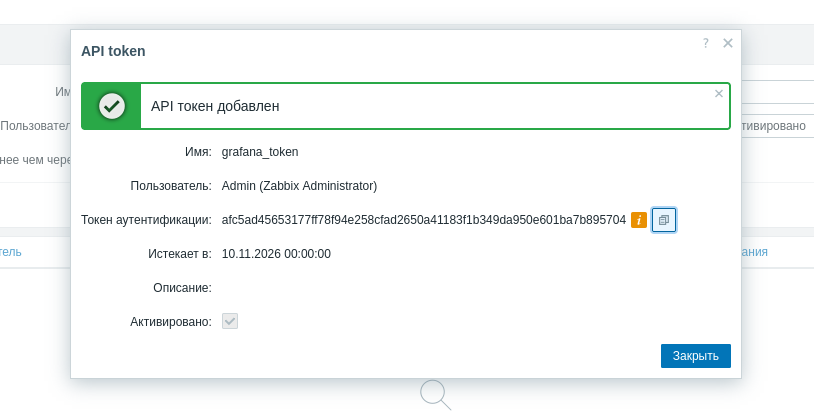 API token
?
API токен добавлен
Им
Имя: grafana_token
Пользовател
Пользователь: Admin (Zabbix Administrator)
тивировано
нее чем чере
Токен аутентификации: afc5ad45653177ff78f94e258cfad2650a41183f1b349da950e601ba7b895704
i
тель
Истекает в: 10.11.2026 00:00:00
ания
Описание:
Активировано:
Закрыть